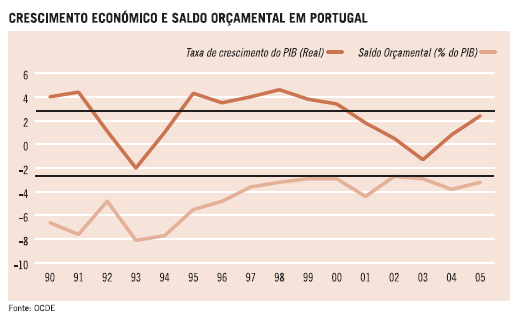 CRESCIMENTO ECONÓMICO E SALDO ORÇAMENTAL EM PORTUGAL
Taxa de crescimento do PIB (Real) Saldo Orçamental (% do PIB)
6
4
2
0
-2
-4
-6
-8
-10
90 91 92 93 94 95 96 97 98 99 00 01 02 03 04 05
Fonte: OCDE